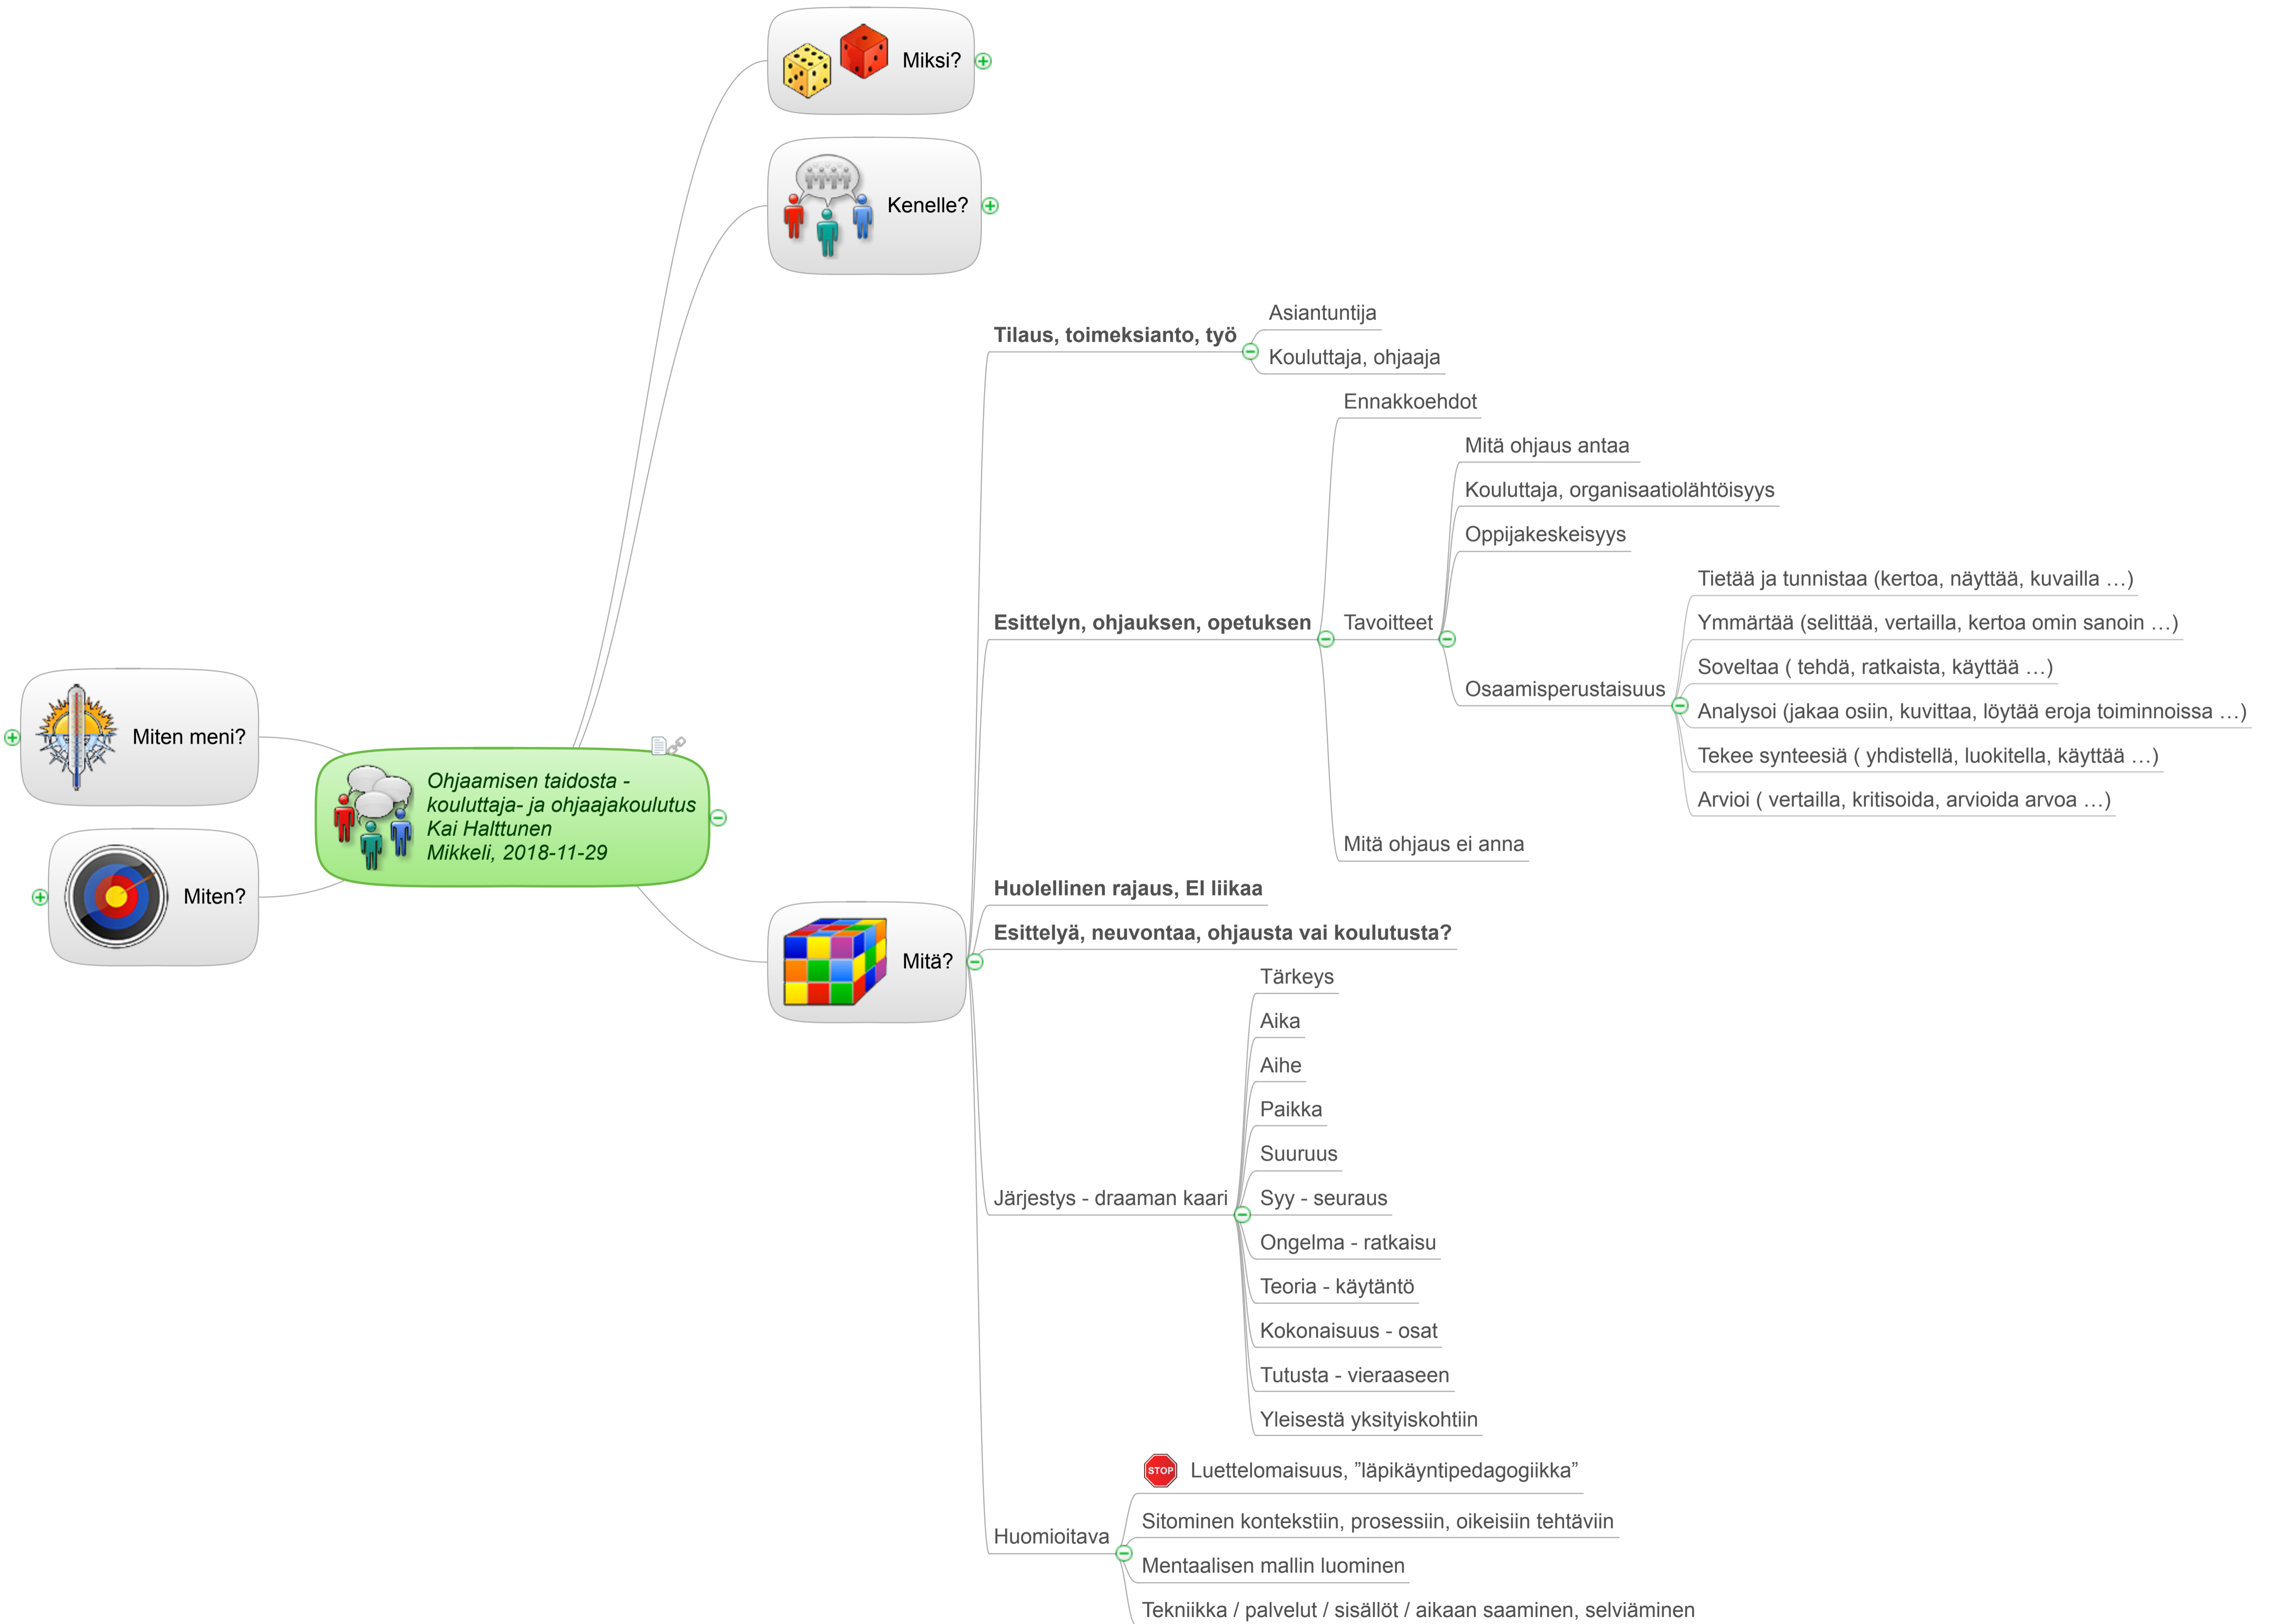 Miksi?
Kenelle?
Tilaus, toimeksianto, työ
Asiantuntija
Kouluttaja, ohjaaja
Esittelyn, ohjauksen, opetuksen
Ennakkoehdot
Tavoitteet
Mitä ohjaus antaa
Kouluttaja, organisaatiolähtöisyys
Oppijakeskeisyys
Osaamisperustaisuus
Tietää ja tunnistaa (kertoa, näyttää, kuvailla …)
Ymmärtää (selittää, vertailla, kertoa omin sanoin …)
Soveltaa ( tehdä, ratkaista, käyttää …)
Analysoi (jakaa osiin, kuvittaa, löytää eroja toiminnoissa …)
Tekee synteesiä ( yhdistellä, luokitella, käyttää …)
Arvioi ( vertailla, kritisoida, arvioida arvoa …)
Mitä ohjaus ei anna
Miten meni?
Ohjaamisen taidosta -
kouluttaja- ja ohjaajakoulutus
Kai Halttunen
Mikkeli, 2018-11-29
Miten?
Mitä?
Huolellinen rajaus, EI liikaa
Esittelyä, neuvontaa, ohjausta vai koulutusta?
Järjestys - draaman kaari
Tärkeys
Aika
Aihe
Paikka
Suuruus
Syy - seuraus
Ongelma - ratkaisu
Teoria - käytäntö
Kokonaisuus - osat
Tutusta - vieraaseen
Yleisestä yksityiskohtiin
Huomioitava
STOP
Luettelomaisuus, ”läpikäyntipedagogiikka”
Sitominen kontekstiin, prosessiin, oikeisiin tehtäviin
Mentaalisen mallin luominen
Tekniikka / palvelut / sisällöt / aikaan saaminen, selviäminen